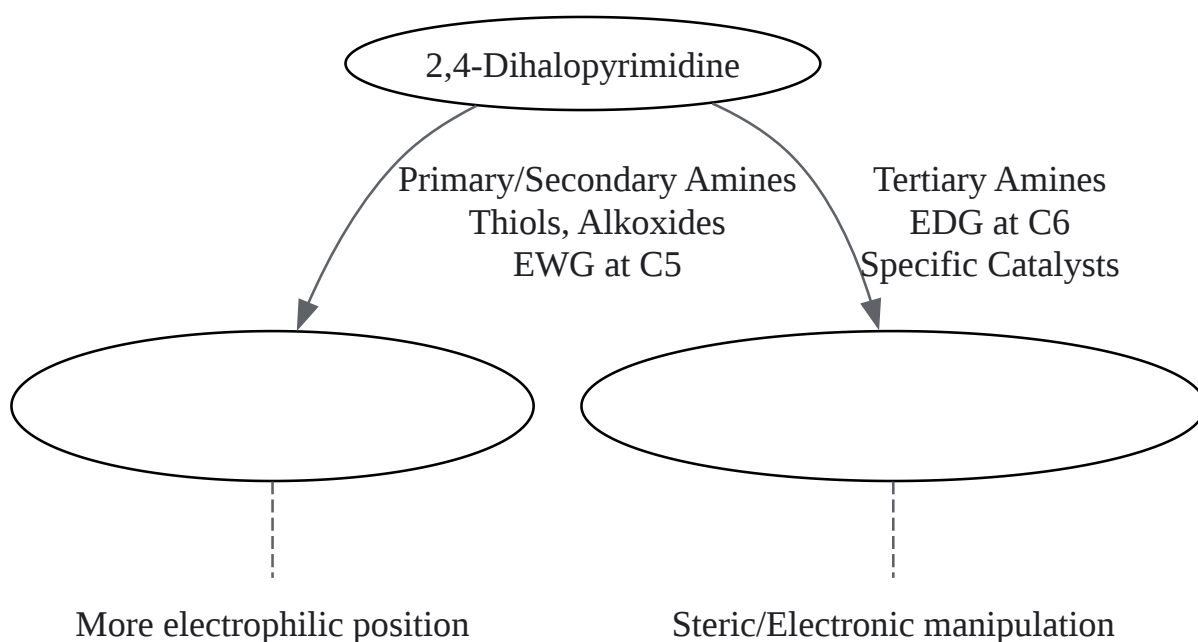 2,4-Dihalopyrimidine
Primary/Secondary Amines
Thiols, Alkoxides
EWG at C5
Tertiary Amines
EDG at C6
Specific Catalysts
More electrophilic position
Steric/Electronic manipulation